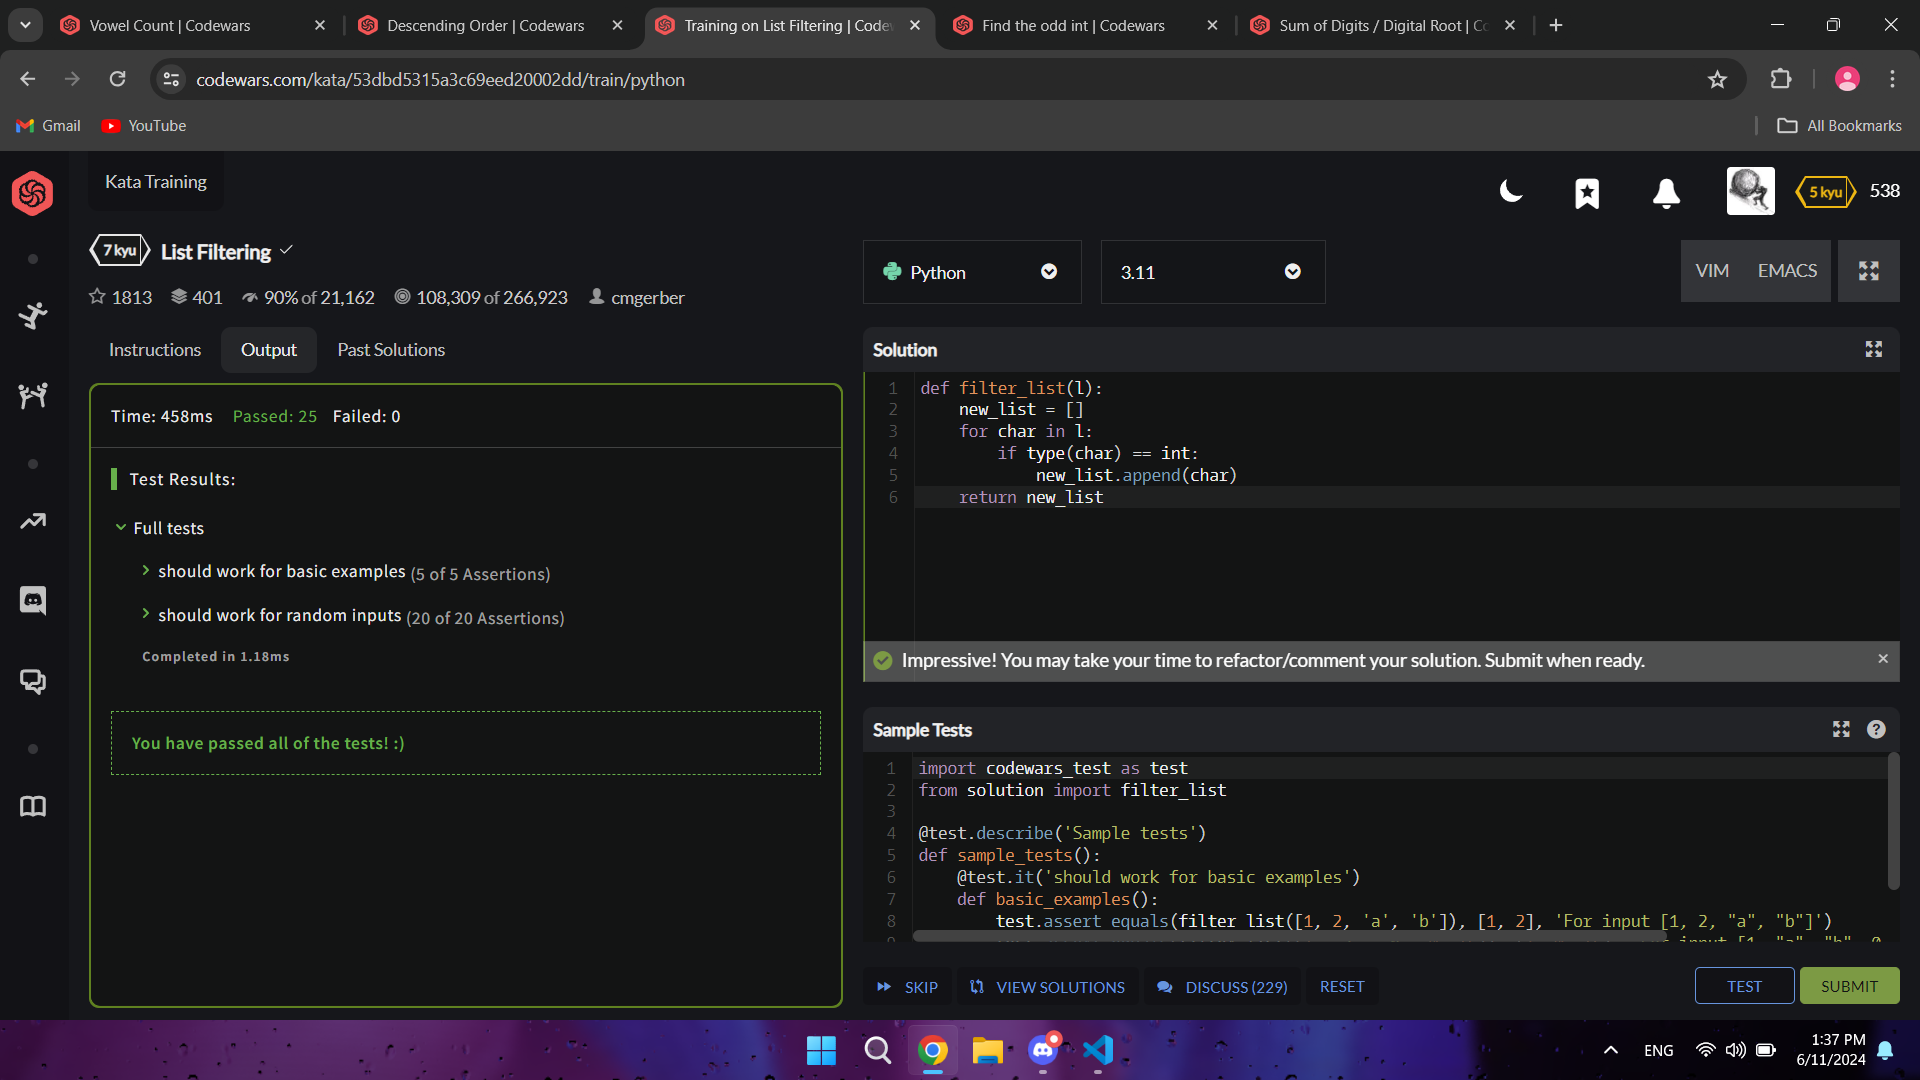 Vowel Count | Codewars
Descending Order | Codewars
Training on List Filtering | Codew
Find the odd int | Codewars
Sum of Digits / Digital Root | Co
codewars.com/kata/53dbd5315a3c69eed20002dd/train/python
Gmail
YouTube
All Bookmarks
Kata Training
5 kyu
538
7 kyu
List Filtering
1813
401
90% of 21,162
108,309 of 266,923
cmgerber
Python
3.11
VIM
EMACS
Instructions
Output
Past Solutions
Time: 458ms Passed: 25 Failed: 0
Test Results:
Full tests
should work for basic examples (5 of 5 Assertions)
should work for random inputs (20 of 20 Assertions)
Completed in 1.18ms
You have passed all of the tests! :)
Solution
1 def filter_list(l):
2 new_list = []
3 for char in l:
4 if type(char) == int:
5 new_list.append(char)
6 return new_list
Impressive! You may take your time to refactor/comment your solution. Submit when ready.
Sample Tests
1 import codewars_test as test
2 from solution import filter_list
3
4 @test.describe('Sample tests')
5 def sample_tests():
6 @test.it('should work for basic examples')
7 def basic_examples():
8 test.assert_equals(filter_list([1, 2, 'a', 'b']), [1, 2], 'For input [1, 2, "a", "b"]')
SKIP
VIEW SOLUTIONS
DISCUSS (229)
RESET
TEST
SUBMIT
ENG
1:37 PM
6/11/2024